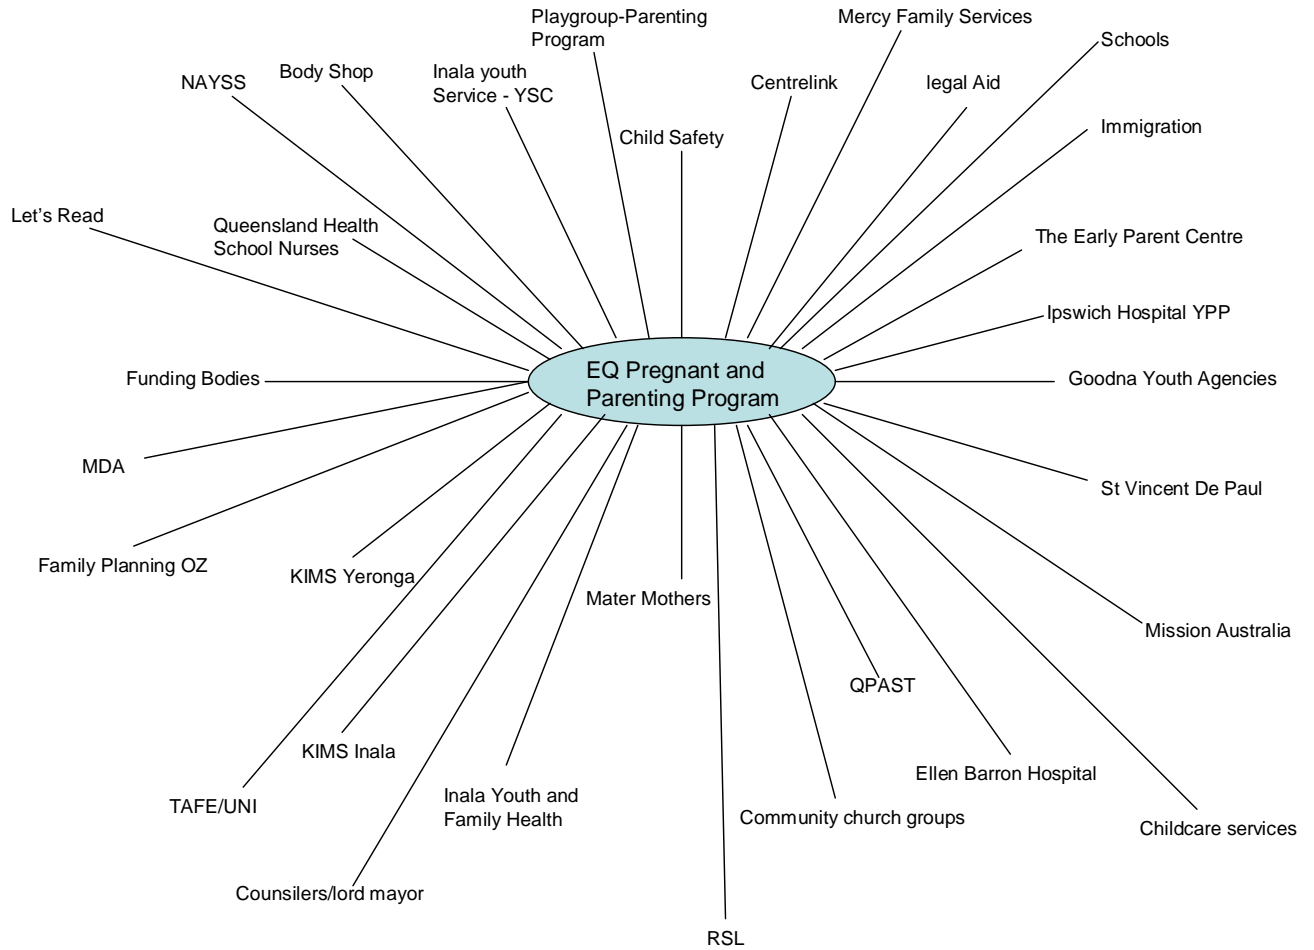 Playgroup-Parenting
Program
Mercy Family Services
Schools
NAYSS
Body Shop
Inala youth
Service - YSC
Centrelink
legal Aid
Child Safety
Immigration
Let's Read
Queensland Health
School Nurses
The Early Parent Centre
Ipswich Hospital YPP
Funding Bodies
EQ Pregnant and
Parenting Program
Goodna Youth Agencies
MDA
St Vincent De Paul
Family Planning OZ
KIMS Yeronga
Mater Mothers
Mission Australia
QPAST
KIMS Inala
Ellen Barron Hospital
TAFE/UNI
Inala Youth and
Family Health
Community church groups
Childcare services
Counsilers/lord mayor
RSL